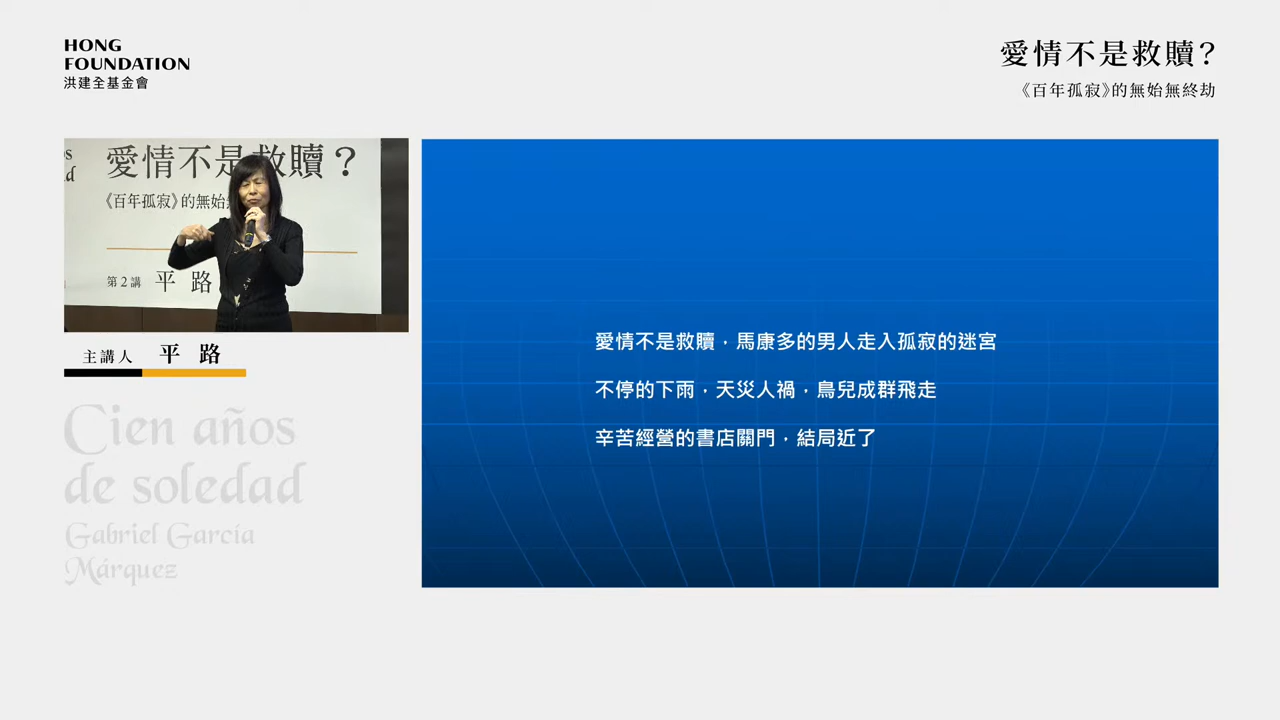 HONG
FOUNDATION
洪建全基金會
愛情不是救贖？
《百年孤寂》的無始無終劫
os
ad
愛情不是救贖？
《百年孤寂》的無始
第2講 平路
主講人 平路
Cien años
de soledad
Gabriel García
Márquez
愛情不是救贖，馬康多的男人走入孤寂的迷宮
不停的下雨，天災人禍，鳥兒成群飛走
辛苦經營的書店關門，結局近了